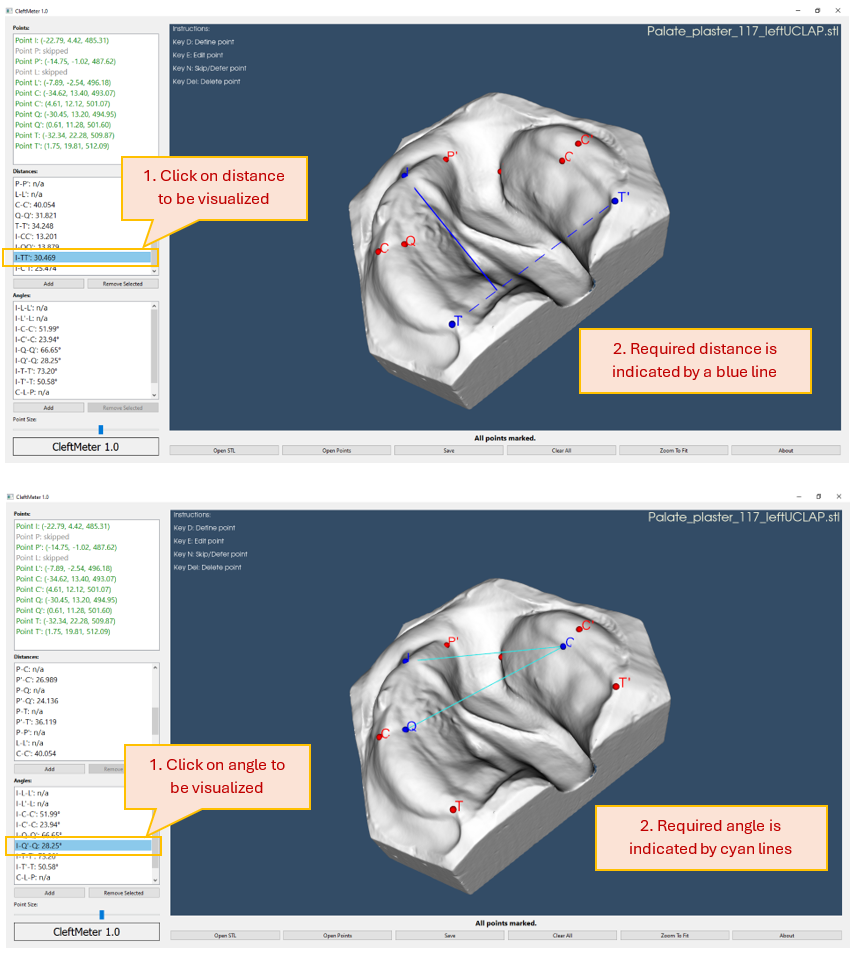 CleftMeter 1.0
Points:
Point I: (-22.79, 4.42, 485.31)
Point P: skipped
Point P': (-14.75, -1.02, 487.62)
Point L: skipped
Point L': (-7.89, -2.54, 496.18)
Point C: (-34.62, 13.40, 493.07)
Point C': (4.61, 12.12, 501.07)
Point Q: (-30.45, 13.20, 494.95)
Point Q': (0.61, 11.28, 501.60)
Point T: (-32.34, 22.28, 509.87)
Point T': (1.75, 19.81, 512.09)
Distances:
P-P': n/a
L-L': n/a
C-C': 40.054
Q-Q': 31.821
T-T': 34.248
I-CC': 13.201
I-QQ': 13.879
I-TT': 30.469
Add
Remove Selected
Angles:
I-L-L': n/a
I-L'-L: n/a
I-C-C': 51.99°
I-C'-C: 23.94°
I-Q-Q': 66.65°
I-Q'-Q: 28.25°
I-T-T': 73.20°
I-T'-T: 50.58°
C-L-P: n/a
Add
Remove Selected
Point Size:
CleftMeter 1.0
Instructions:
Key D: Define point
Key E: Edit point
Key N: Skip/Defer point
Key Del: Delete point
Palate_plaster_117_leftUCLAP.stl
1. Click on distance
to be visualized
I
P'
C'
C
T'
C
Q
T
2. Required distance is
indicated by a blue line
All points marked.
Open STL
Open Points
Save
Clear All
Zoom To Fit
About
CleftMeter 1.0
Points:
Point I: (-22.79, 4.42, 485.31)
Point P: skipped
Point P': (-14.75, -1.02, 487.62)
Point L: skipped
Point L': (-7.89, -2.54, 496.18)
Point C: (-34.62, 13.40, 493.07)
Point C': (4.61, 12.12, 501.07)
Point Q: (-30.45, 13.20, 494.95)
Point Q': (0.61, 11.28, 501.60)
Point T: (-32.34, 22.28, 509.87)
Point T': (1.75, 19.81, 512.09)
Distances:
P-C: n/a
P'-C': 26.989
P-Q: n/a
P'-Q': 24.136
P-T: n/a
P'-T': 36.119
P-P': n/a
L-L': n/a
C-C': 40.054
Add
Angles:
I-L-L': n/a
I-L'-L: n/a
I-C-C': 51.99°
I-C'-C: 23.94°
I-Q-Q': 66.65°
I-Q'-Q: 28.25°
I-T-T': 73.20°
I-T'-T: 50.58°
C-L-P: n/a
Add
Remove Selected
Point Size:
CleftMeter 1.0
Instructions:
Key D: Define point
Key E: Edit point
Key N: Skip/Defer point
Key Del: Delete point
Palate_plaster_117_leftUCLAP.stl
1. Click on angle to
be visualized
I
P'
C'
C
T'
C
Q
T
2. Required angle is
indicated by cyan lines
All points marked.
Open STL
Open Points
Save
Clear All
Zoom To Fit
About